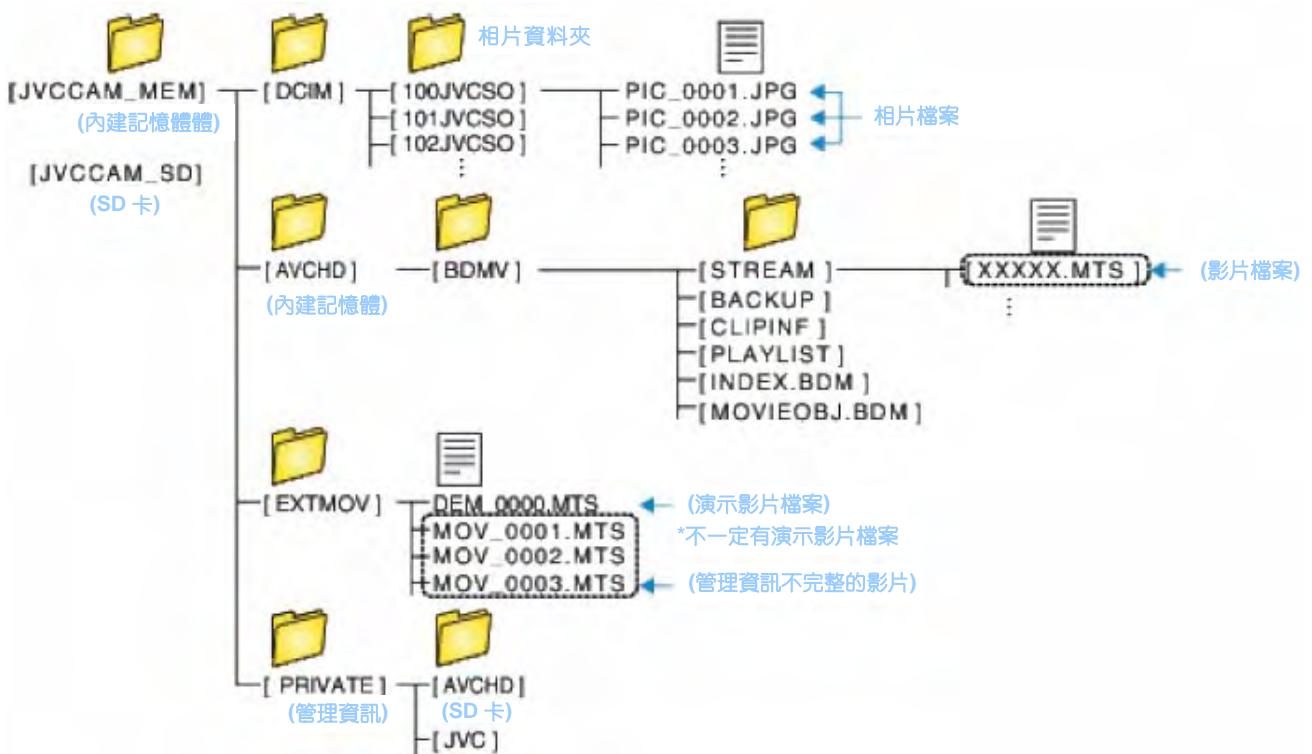 相片資料夾
[JVCCAM_MEM] [DCIM] [100JVCSO] PIC_0001.JPG
(內建記憶體體) [101JVCSO] PIC_0002.JPG 相片檔案
[102JVCSO] PIC_0003.JPG
[JVCCAM_SD]
(SD 卡)
[AVCHD] [BDMV] [STREAM] [XXXXX.MTS] (影片檔案)
(內建記憶體) [BACKUP]
[CLIPINF]
[PLAYLIST]
[INDEX.BDM]
[MOVIEOBJ.BDM]
[EXTMOV] DEM_0000.MTS (演示影片檔案)
MOV_0001.MTS *不一定有演示影片檔案
MOV_0002.MTS
MOV_0003.MTS (管理資訊不完整的影片)
[PRIVATE] [AVCHD]
(管理資訊) (SD 卡)
[JVC]